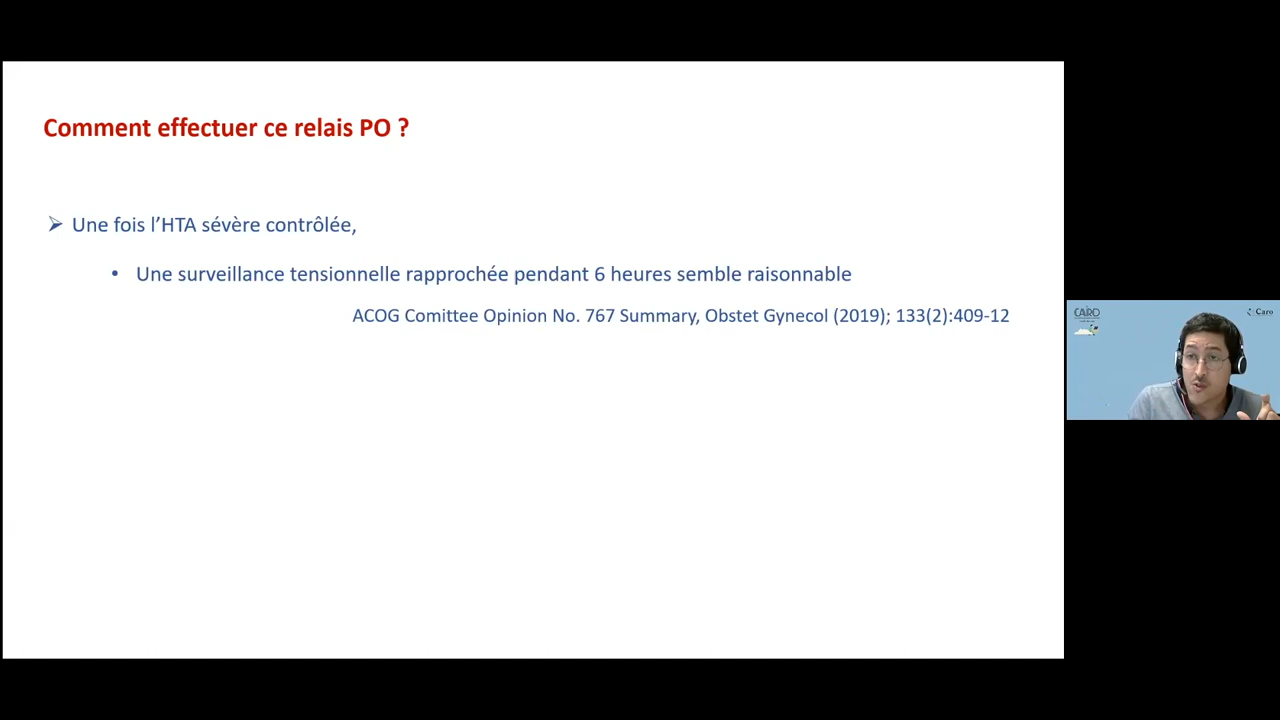 Comment effectuer ce relais PO ?
➢ Une fois l’HTA sévère contrôlée,
• Une surveillance tensionnelle rapprochée pendant 6 heures semble raisonnable
ACOG Comittee Opinion No. 767 Summary, Obstet Gynecol (2019); 133(2):409-12
CAIRO
Caro